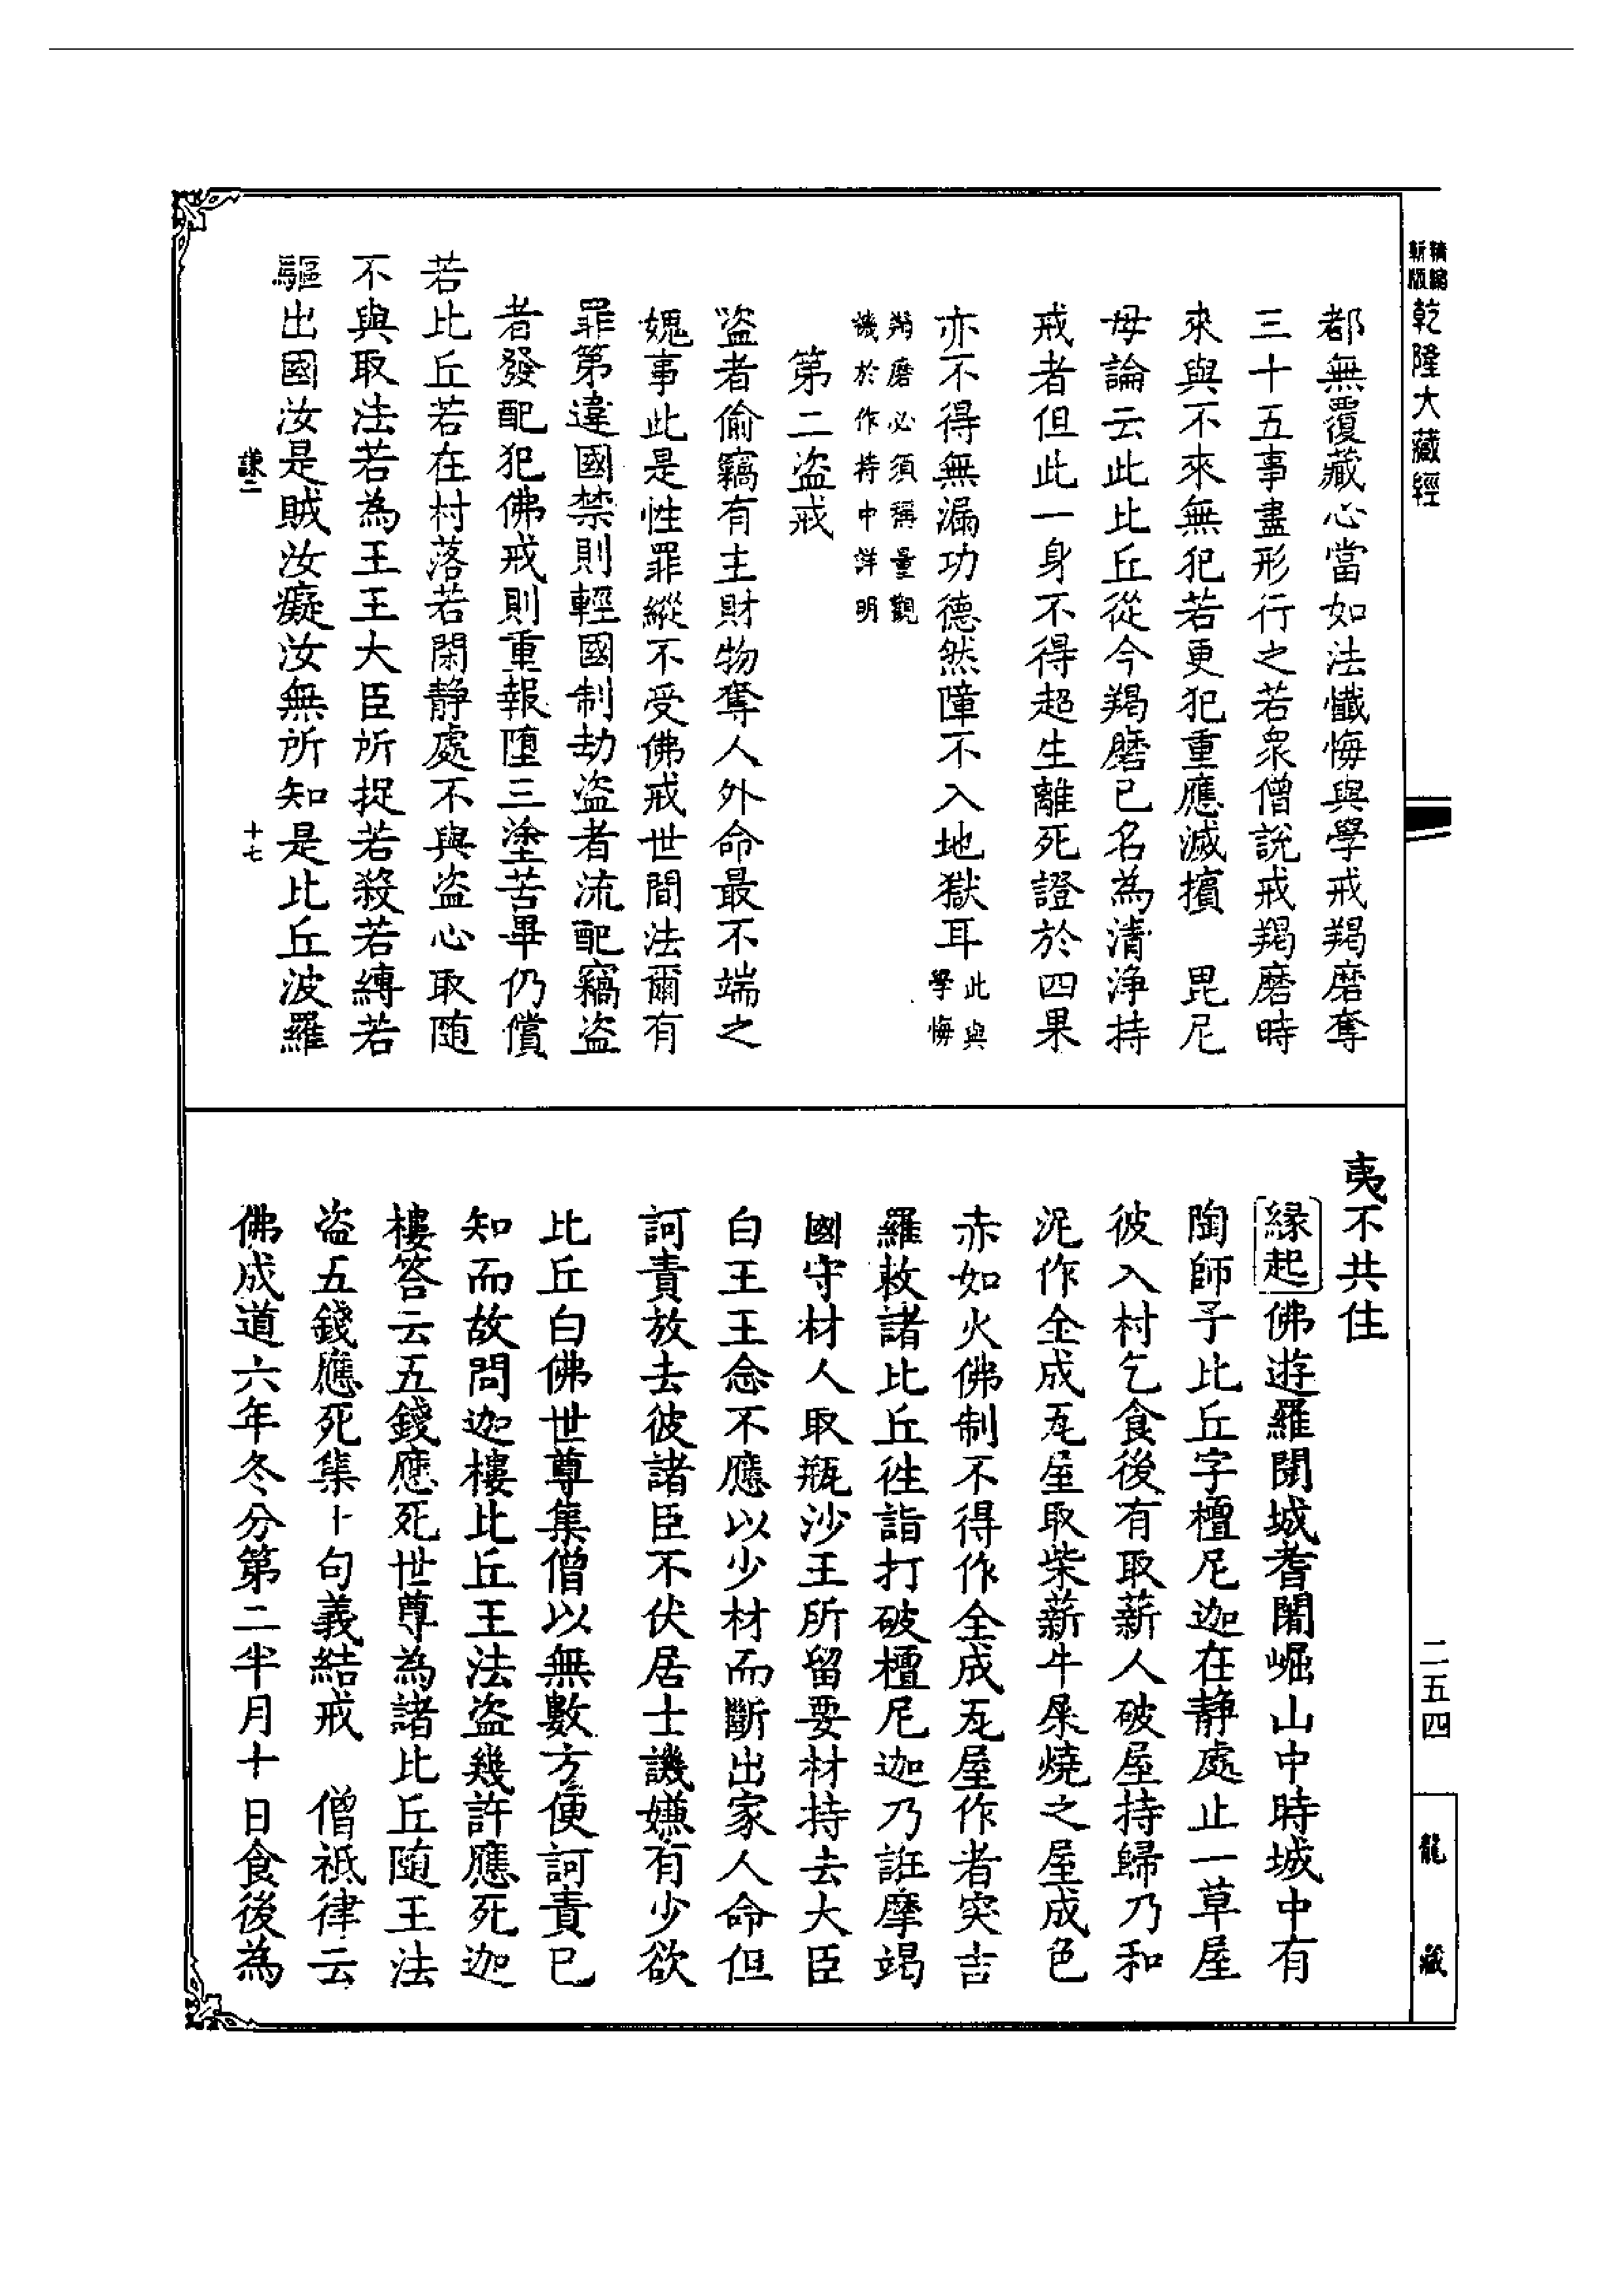 精縮新版
乾隆大藏經
都無覆藏心當如法懺悔與學戒羯磨奪
三十五事盡形行之若衆僧說戒羯磨時
來與不來無犯若更犯重應滅擯　毘尼
母論云此比丘從今羯磨已名為清淨持
戒者但此一身不得超生離死證於四果
亦不得無漏功德然障不入地獄耳此與學悔
羯磨必須稱量觀
機於作持中詳明
第二盜戒
盜者偷竊有主財物奪人外命最不端之
媿事此是性罪縱不受佛戒世間法爾有
罪第違國禁則輕國制劫盜者流配竊盜
者發配犯佛戒則重報墮三塗苦畢仍償
若比丘若在村落若閑靜處不與盜心取隨
不與取法若為王王大臣所捉若殺若縛若
驅出國汝是賊汝癡汝無所知是比丘波羅
謙二
十七
夷不共住
緣起佛遊羅閱城耆闍崛山中時城中有
陶師子比丘字檀尼迦在靜處止一草屋
彼入村乞食後有取薪人破屋持歸乃和
泥作全成瓦屋取柴薪牛屎燒之屋成色
赤如火佛制不得作全成瓦屋作者突吉
羅敕諸比丘往詣打破檀尼迦乃誑摩竭
國守材人取瓶沙王所留要材持去大臣
白王王念不應以少材而斷出家人命但
訶責放去彼諸臣不伏居士譏嫌有少欲
比丘白佛世尊集僧以無數方便訶責已
知而故問迦樓比丘王法盜幾許應死迦
樓答云五錢應死世尊為諸比丘隨王法
盜五錢應死集十句義結戒　僧祇律云
佛成道六年冬分第二半月十日食後為
二五四
龍藏